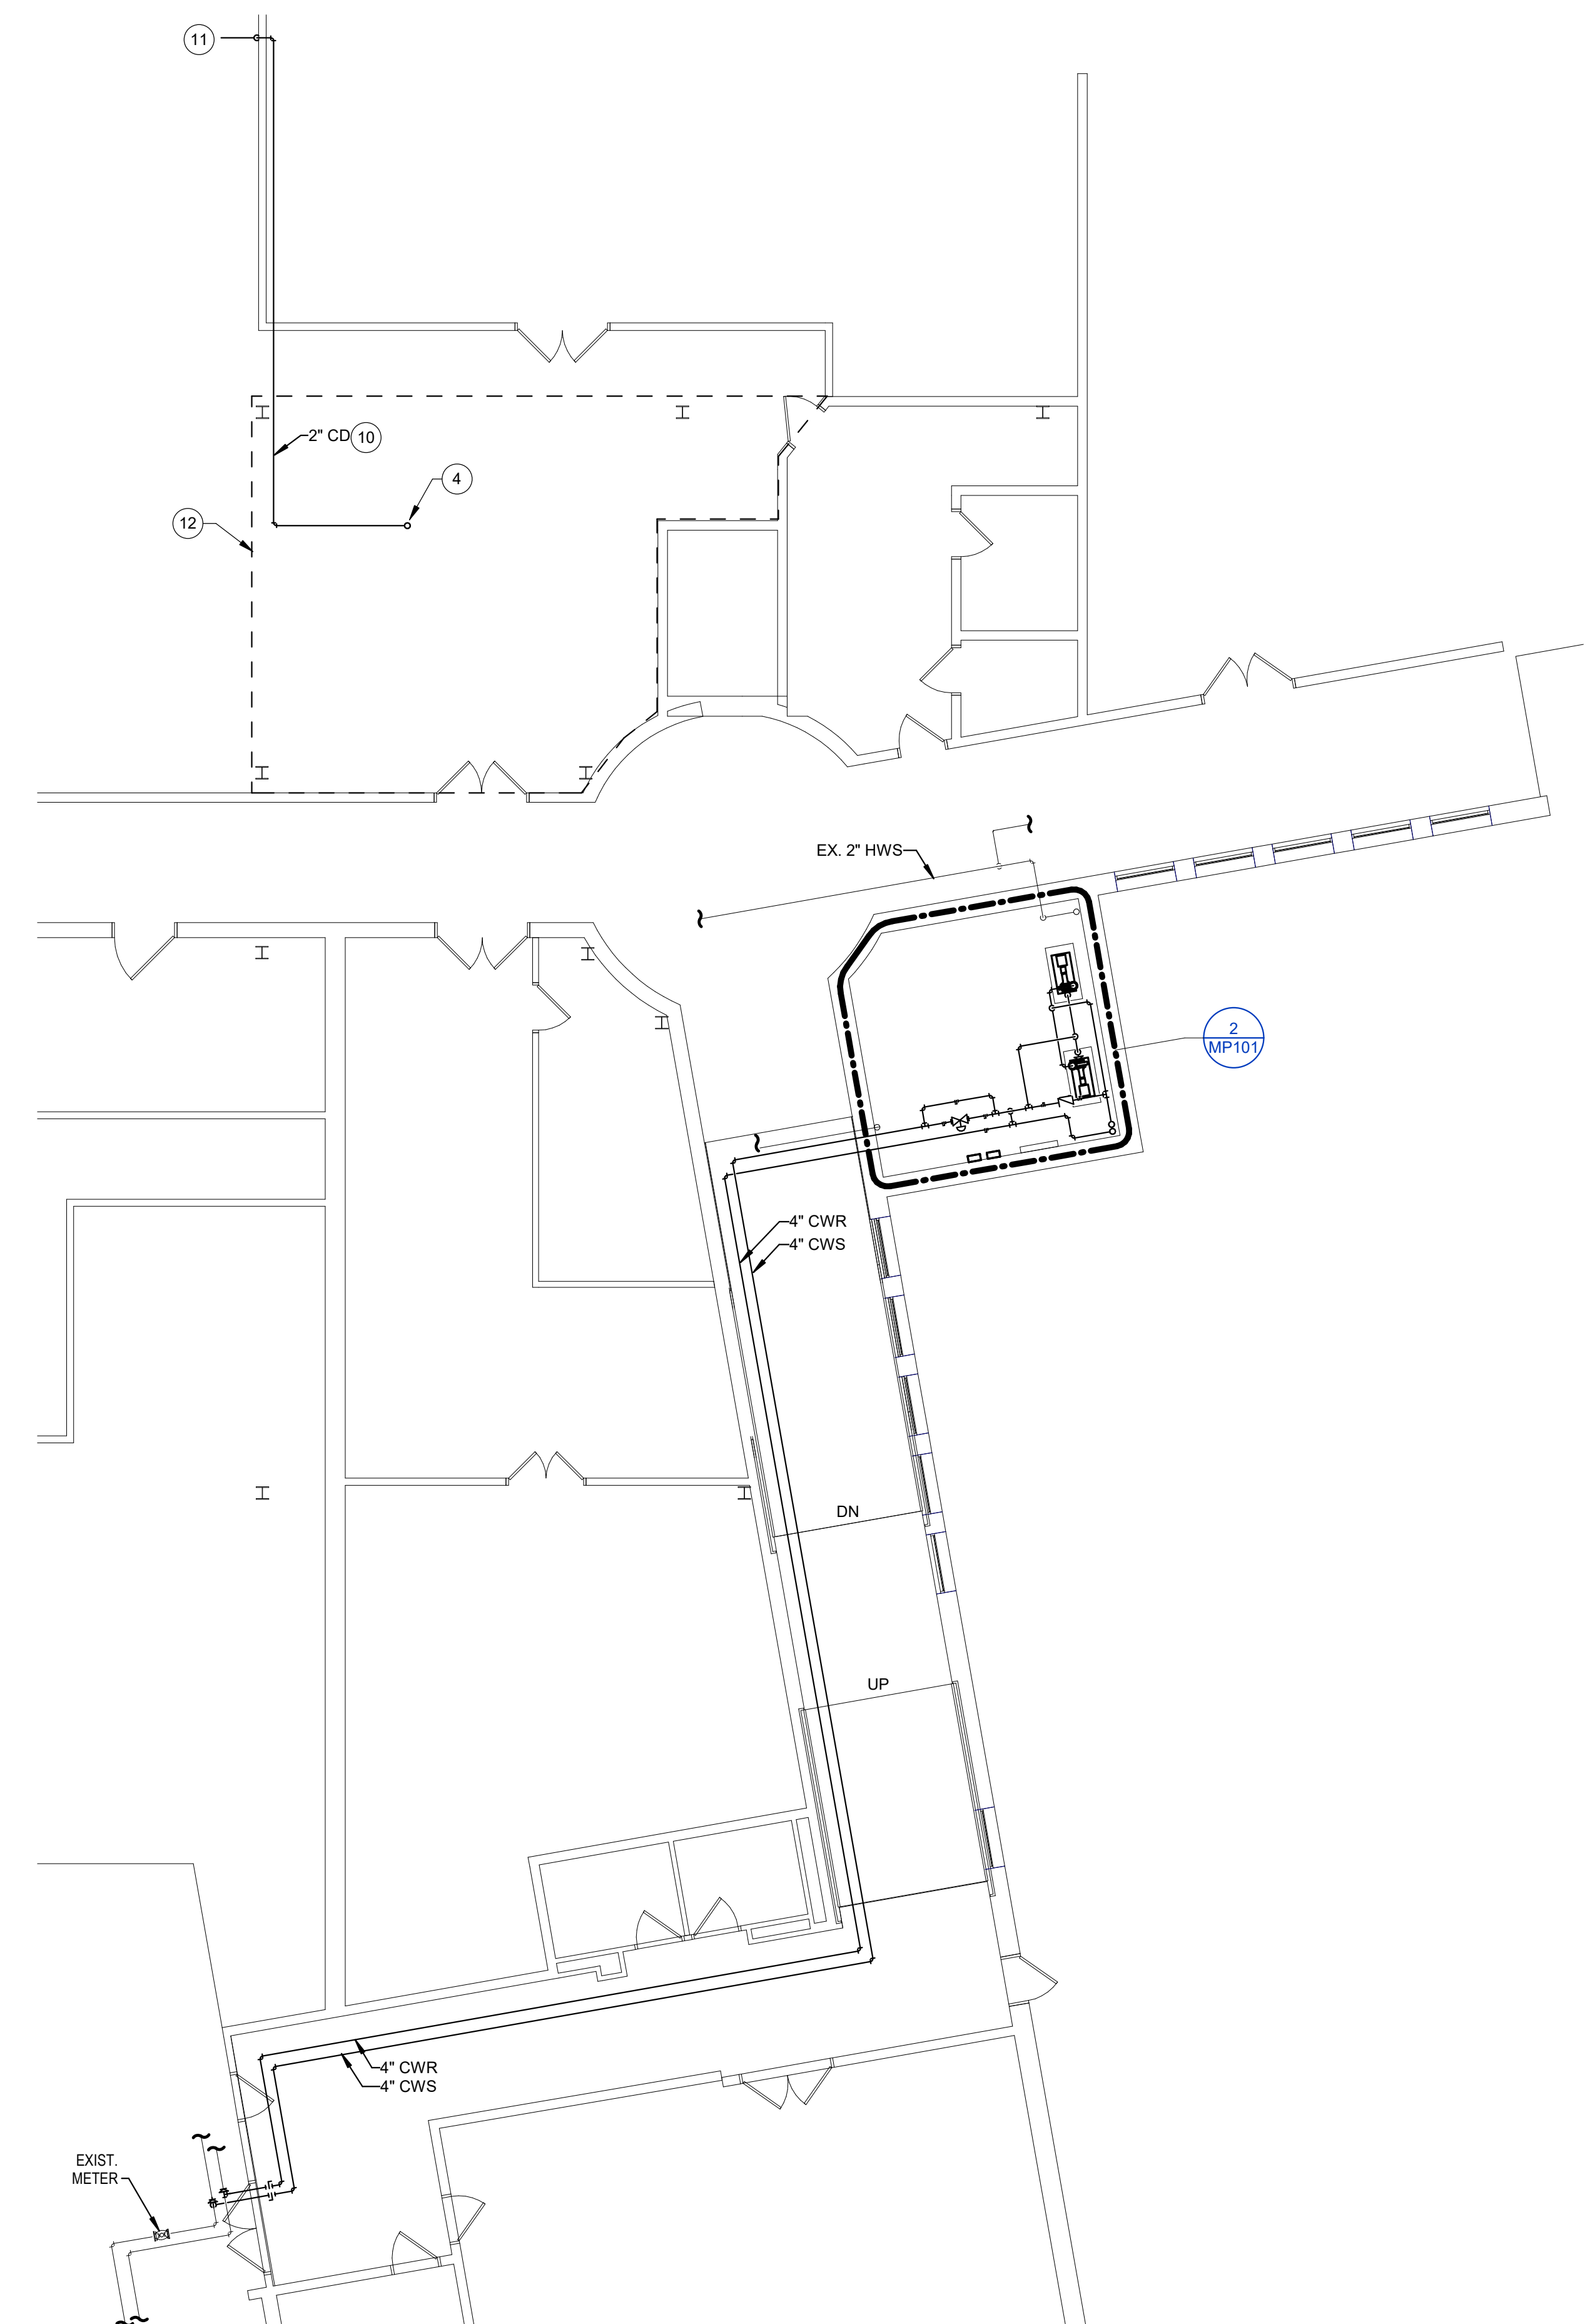 11
2" CD 10
4
12
EX. 2" HWS
2
MP101
4" CWR
4" CWS
DN
UP
4" CWR
4" CWS
EXIST.
METER